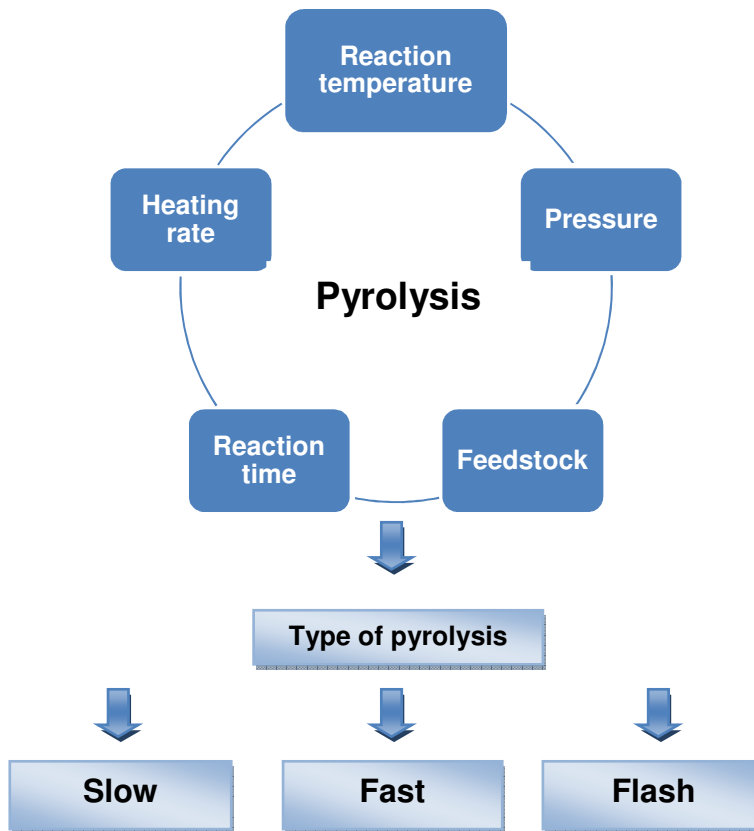 Reaction
temperature
Heating
rate
Pressure
Pyrolysis
Reaction
time
Feedstock
Type of pyrolysis
Slow
Fast
Flash